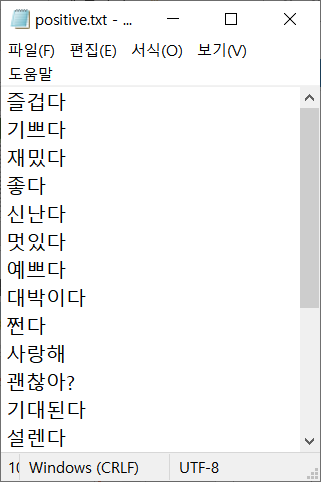 positive.txt - ...
파일(F) 편집(E) 서식(O) 보기(V)
도움말
즐겁다
기쁘다
재밌다
좋다
신난다
멋있다
예쁘다
대박이다
쩐다
사랑해
괜찮아?
기대된다
설렌다
10 Windows (CRLF) UTF-8